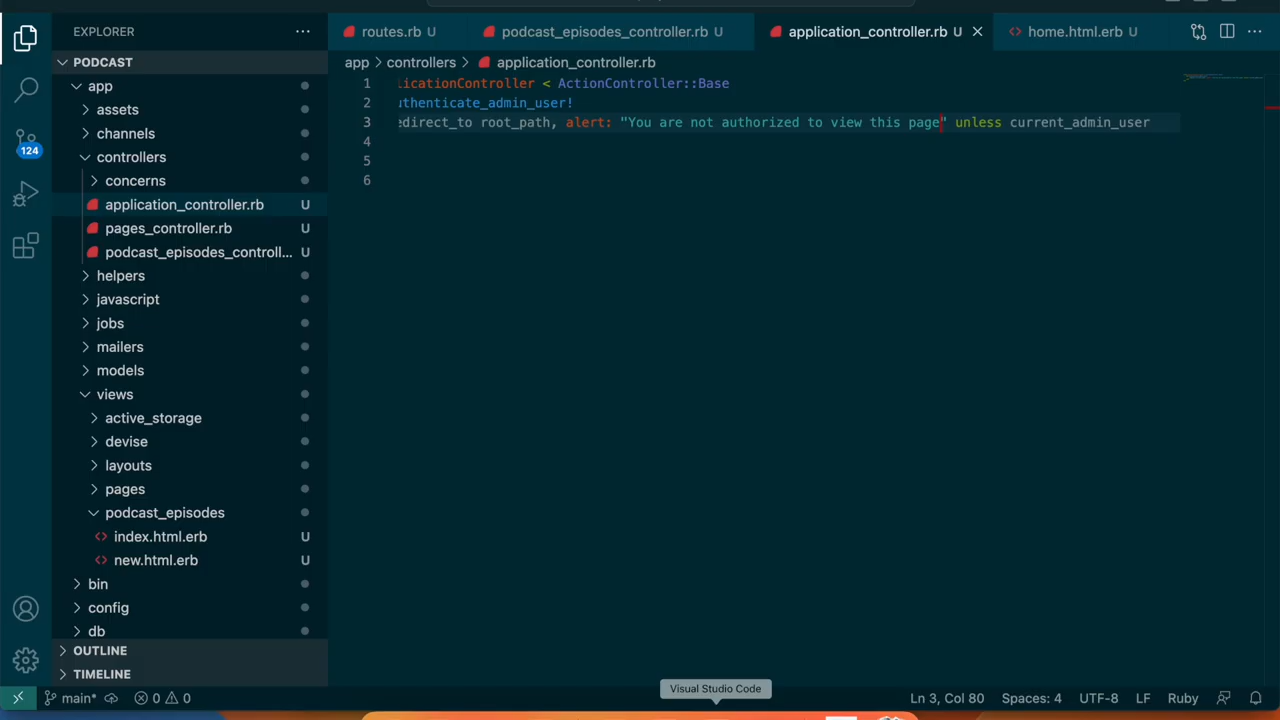 EXPLORER
routes.rb U
podcast_episodes_controller.rb U
application_controller.rb U
home.html.erb U
PODCAST
app > controllers > application_controller.rb
app
assets
channels
controllers
concerns
application_controller.rb U
pages_controller.rb U
podcast_episodes_controll... U
helpers
javascript
jobs
mailers
models
views
active_storage
devise
layouts
pages
podcast_episodes
index.html.erb U
new.html.erb U
bin
config
db
OUTLINE
TIMELINE
124
1 licationController < ActionController::Base
2 uthenticate_admin_user!
3 edirect_to root_path, alert: "You are not authorized to view this page" unless current_admin_user
4
5
6
Visual Studio Code
main* 0 0
Ln 3, Col 80 Spaces: 4 UTF-8 LF Ruby